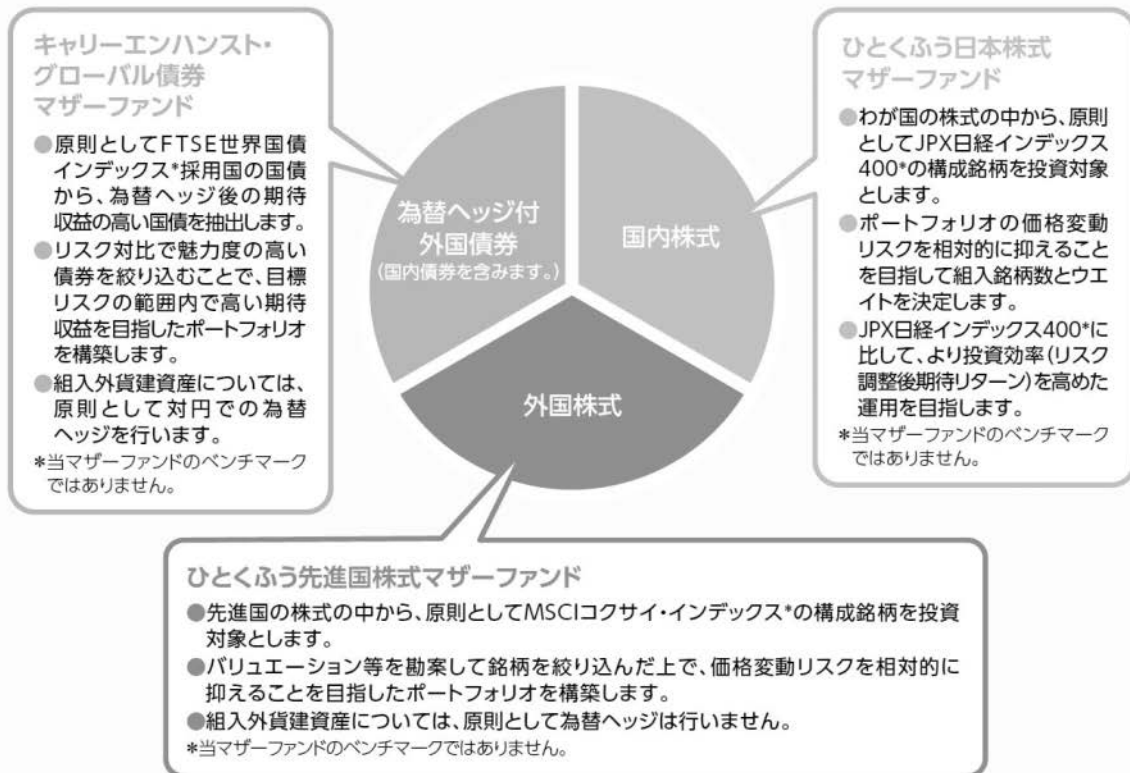 キャリーエンハンスト・
グローバル債券
マザーファンド
●原則としてFTSE世界国債
インデックス*採用国の国債
から、為替ヘッジ後の期待
収益の高い国債を抽出します。
●リスク対比で魅力度の高い
債券を絞り込むことで、目標
リスクの範囲内で高い期待
収益を目指したポートフォリオ
を構築します。
●組入外貨建資産については、
原則として対円での為替
ヘッジを行います。
*当マザーファンドのベンチマーク
ではありません。
為替ヘッジ付
外国債券
(国内債券を含みます。)
国内株式
外国株式
ひとくふう日本株式
マザーファンド
●わが国の株式の中から、原則
としてJPX日経インデックス
400*の構成銘柄を投資対象
とします。
●ポートフォリオの価格変動
リスクを相対的に抑えること
を目指して組入銘柄数とウエ
イトを決定します。
●JPX日経インデックス400*に
比して、より投資効率(リスク
調整後期待リターン)を高めた
運用を目指します。
*当マザーファンドのベンチマーク
ではありません。
ひとくふう先進国株式マザーファンド
●先進国の株式の中から、原則としてMSCIコクサイ・インデックス*の構成銘柄を投資
対象とします。
●バリュエーション等を勘案して銘柄を絞り込んだ上で、価格変動リスクを相対的に
抑えることを目指したポートフォリオを構築します。
●組入外貨建資産については、原則として為替ヘッジは行いません。
*当マザーファンドのベンチマークではありません。